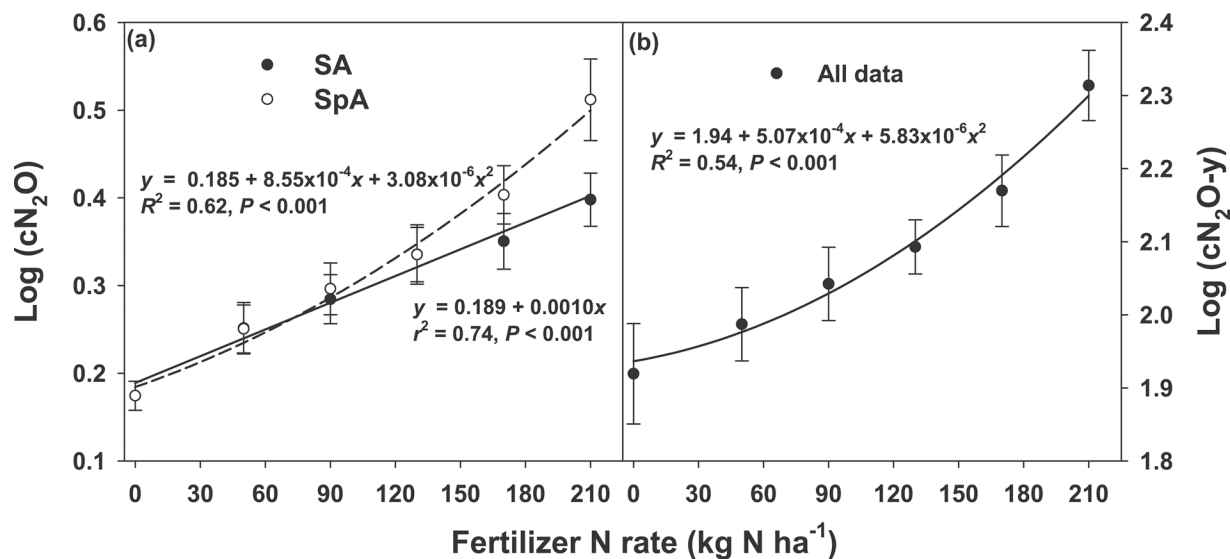 (a)
SA
SpA
y = 0.185 + 8.55x10⁻⁴x + 3.08x10⁻⁶x²
R² = 0.62, P < 0.001
y = 0.189 + 0.0010x
r² = 0.74, P < 0.001
Log (cN₂O)
0.6
0.5
0.4
0.3
0.2
0.1
0 30 60 90 120 150 180 210
(b)
All data
y = 1.94 + 5.07x10⁻⁴x + 5.83x10⁻⁶x²
R² = 0.54, P < 0.001
2.4
2.3
2.2
2.1
2.0
1.9
1.8
Log (cN₂O-y)
0 30 60 90 120 150 180 210
Fertilizer N rate (kg N ha⁻¹)